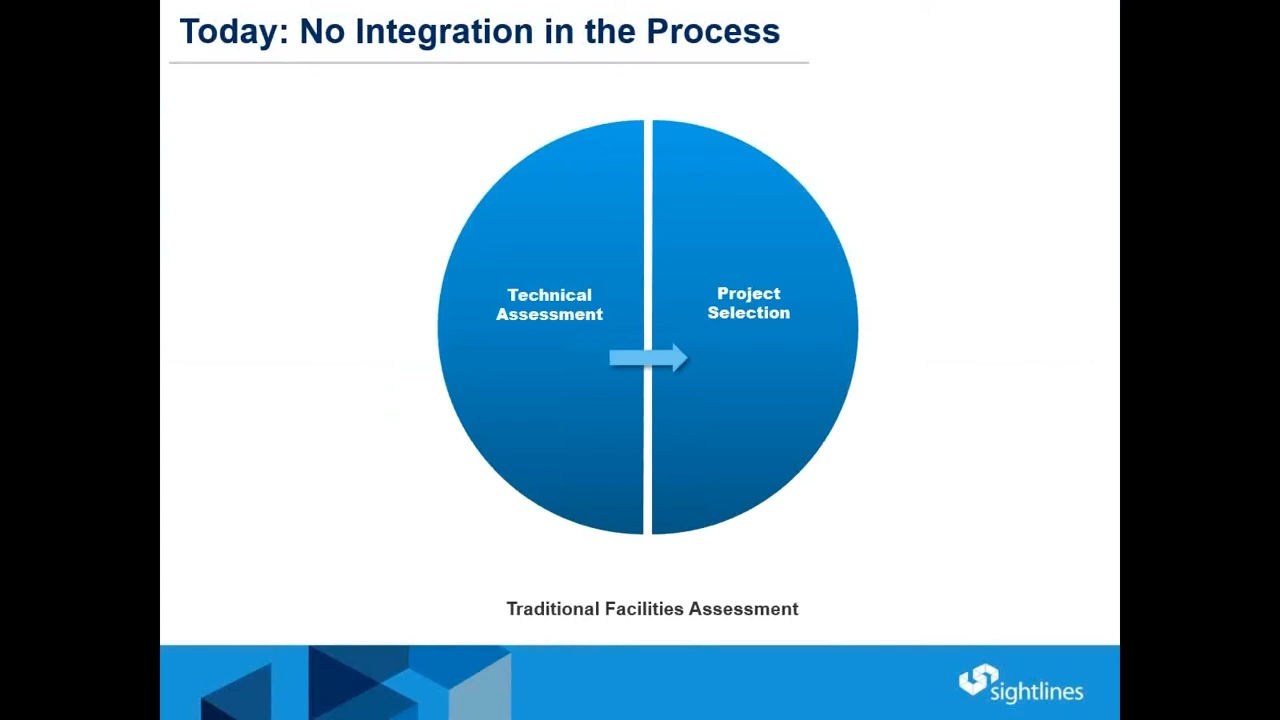 Today: No Integration in the Process
Technical
Assessment
Project
Selection
Traditional Facilities Assessment
sightlines